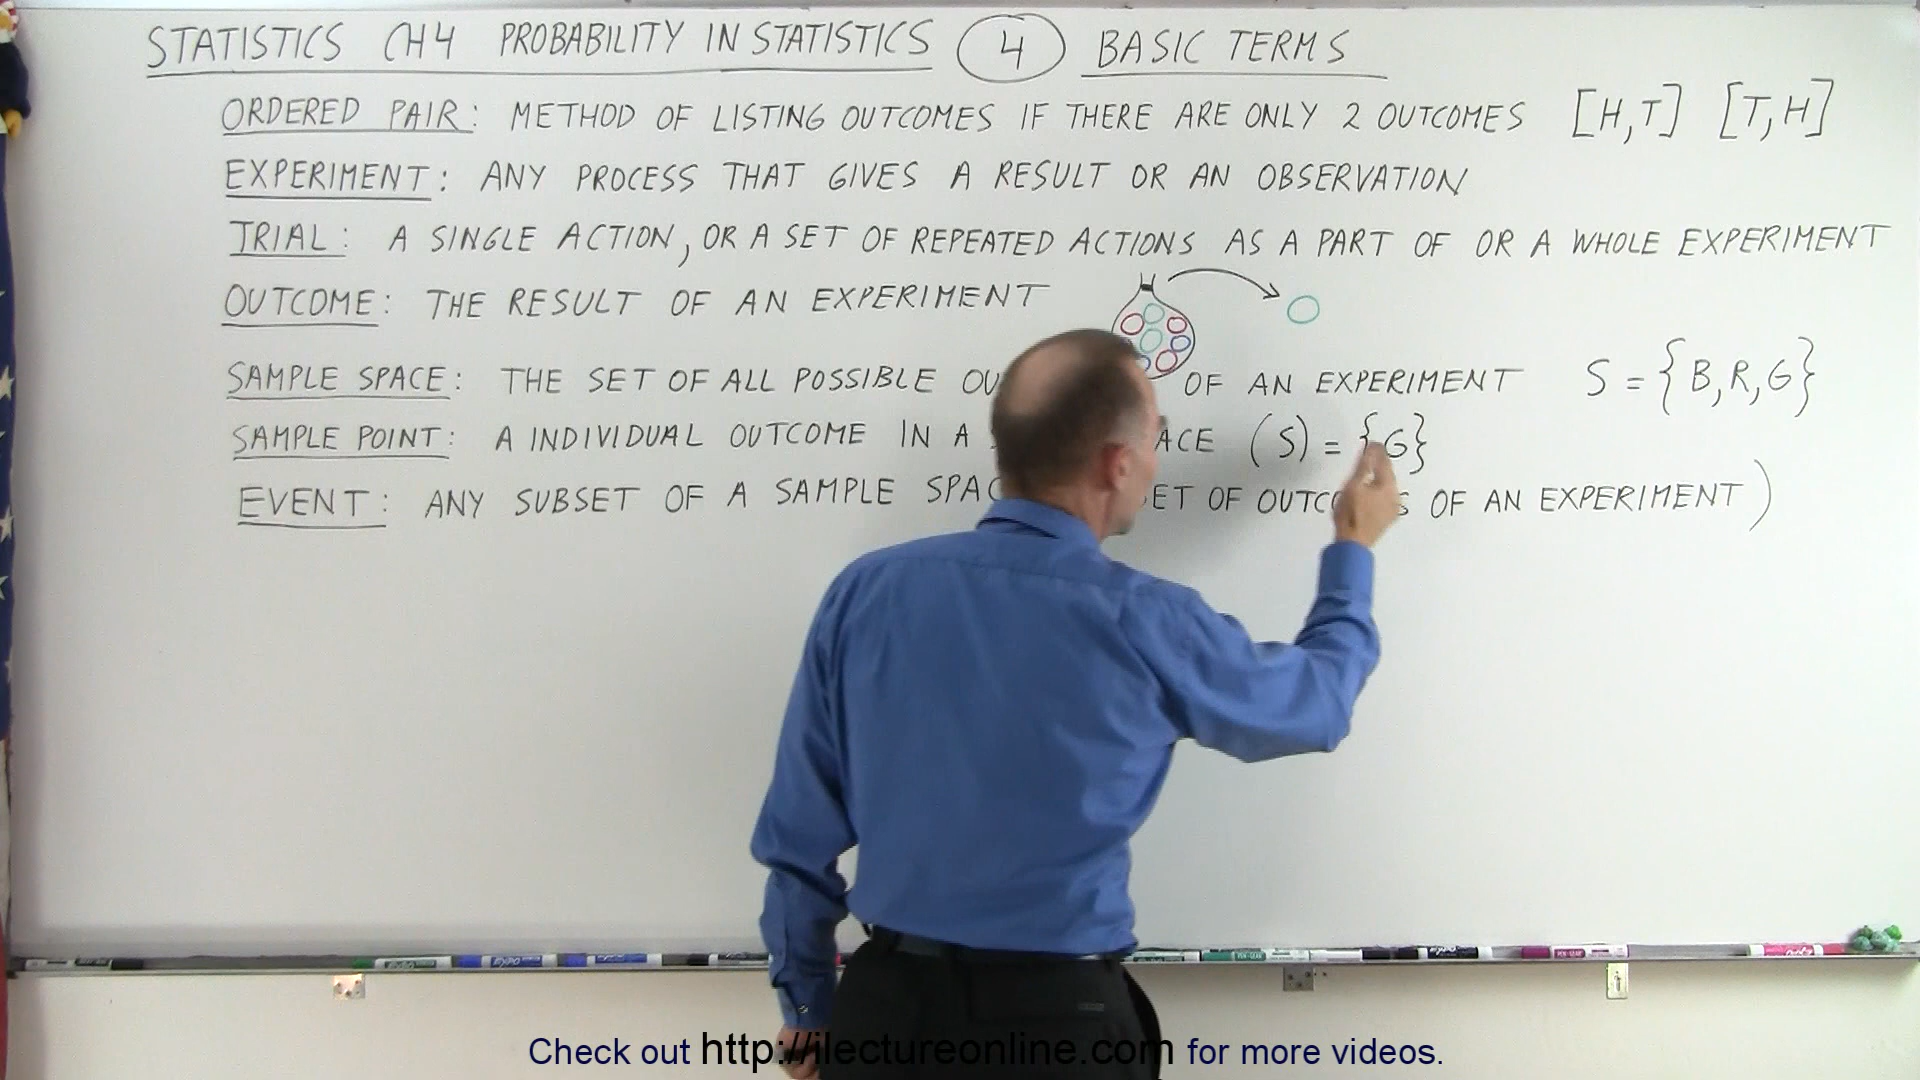 STATISTICS CH4 PROBABILITY IN STATISTICS 4 BASIC TERMS
ORDERED PAIR: METHOD OF LISTING OUTCOMES IF THERE ARE ONLY 2 OUTCOMES [H,T] [T,H]
EXPERIMENT: ANY PROCESS THAT GIVES A RESULT OR AN OBSERVATION
TRIAL: A SINGLE ACTION, OR A SET OF REPEATED ACTIONS AS A PART OF OR A WHOLE EXPERIMENT
OUTCOME: THE RESULT OF AN EXPERIMENT
SAMPLE SPACE: THE SET OF ALL POSSIBLE OF AN EXPERIMENT S = {B,R,G}
SAMPLE POINT: A INDIVIDUAL OUTCOME IN A (S) = {G}
EVENT: ANY SUBSET OF A SAMPLE OF OF AN EXPERIMENT)
Check out http://ilectureonline.com for more videos.